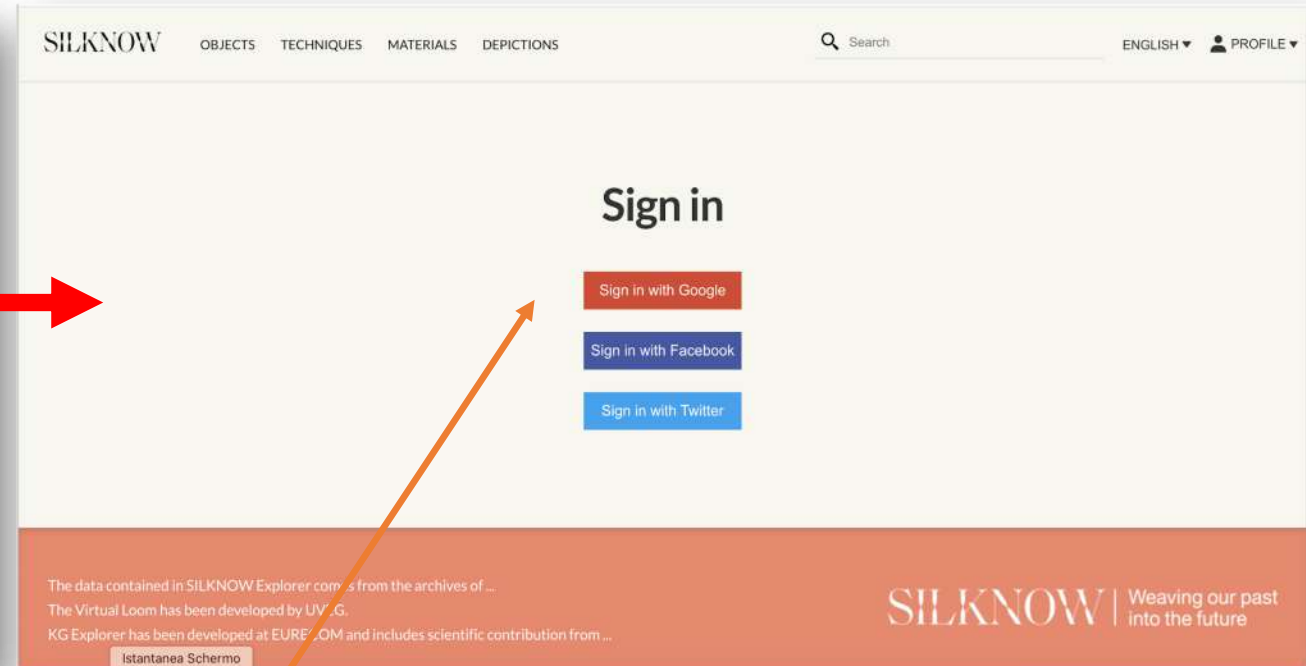 SILKNOW OBJECTS TECHNIQUES MATERIALS DEPICTIONS Search ENGLISH PROFILE
Sign in
Sign in with Google
Sign in with Facebook
Sign in with Twitter
The data contained in SILKNOW Explorer comes from the archives of ...
The Virtual Loom has been developed by UVEG.
KG Explorer has been developed at EURECOM and includes scientific contribution from ...
SILKNOW Weaving our past
into the future
Istantanea Schermo